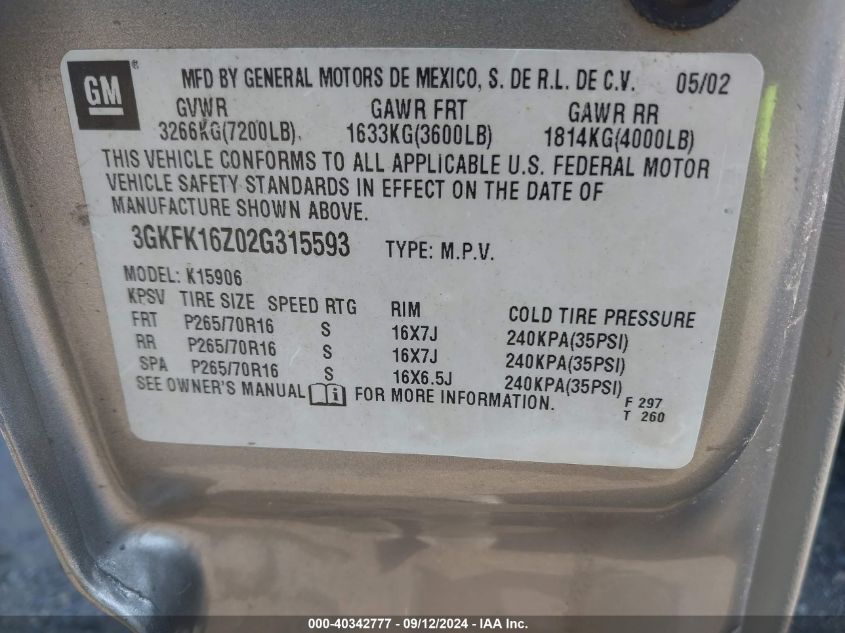 GM ® MFD BY GENERAL MOTORS DE MEXICO, S. DE R.L. DE C.V. 05/02
GVWR GAWR FRT GAWR RR
3266KG(7200LB) 1633KG(3600LB) 1814KG(4000LB)
THIS VEHICLE CONFORMS TO ALL APPLICABLE U.S. FEDERAL MOTOR
VEHICLE SAFETY STANDARDS IN EFFECT ON THE DATE OF
MANUFACTURE SHOWN ABOVE.
3GKFK16Z02G315593 TYPE: M.P.V.
MODEL: K15906
KPSV TIRE SIZE SPEED RTG RIM COLD TIRE PRESSURE
FRT P265/70R16 S 16X7J 240KPA(35PSI)
RR P265/70R16 S 16X7J 240KPA(35PSI)
SPA P265/70R16 S 16X6.5J 240KPA(35PSI)
SEE OWNER'S MANUAL i FOR MORE INFORMATION.
F 297
T 260
000-40342777 - 09/12/2024 - IAA Inc.